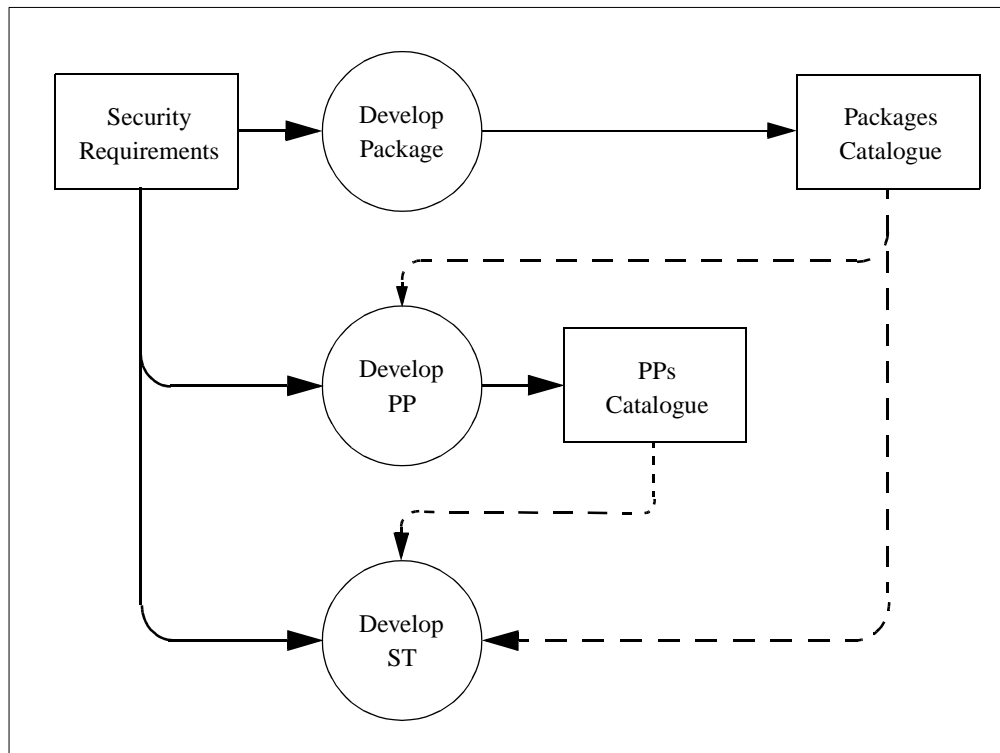 Security
Requirements
Develop
Package
Packages
Catalogue
Develop
PP
PPs
Catalogue
Develop
ST